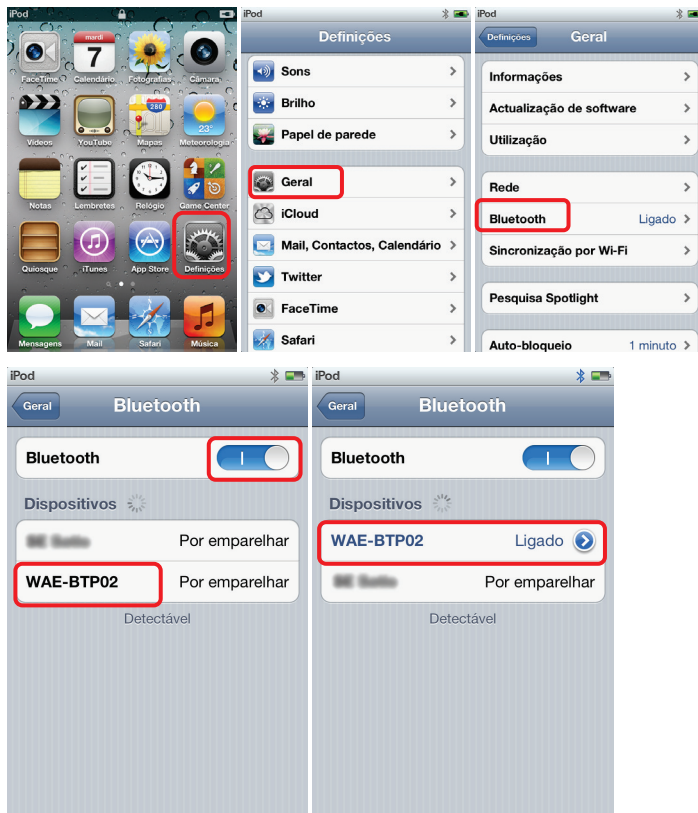 iPod
mardi
7
FaceTime Calendário Fotografias Câmara
280
23°
Vídeos YouTube Mapas Meteorologia
Notas Lembretes Relógio Game Center
Quiosque iTunes App Store Definições
Mensagens Mail Safari Música
iPod
Definições
Sons
Brilho
Papel de parede
Geral
iCloud
Mail, Contactos, Calendário
Twitter
FaceTime
Safari
iPod
Definições Geral
Informações
Actualização de software
Utilização
Rede
Bluetooth Ligado
Sincronização por Wi-Fi
Pesquisa Spotlight
Auto-bloqueio 1 minuto
iPod
Geral Bluetooth
Bluetooth
Dispositivos
Por emparelhar
WAE-BTP02 Por emparelhar
Detectável
iPod
Geral Bluetooth
Bluetooth
Dispositivos
WAE-BTP02 Ligado
Por emparelhar
Detectável